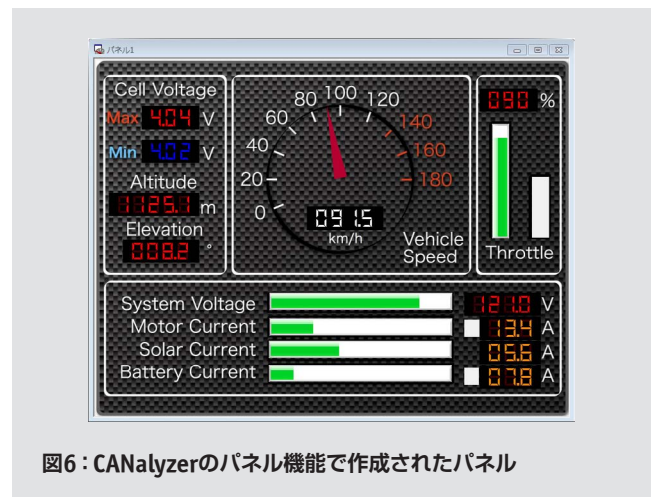 パネル1
Cell Voltage
Max 4.04 V
Min 4.02 V
Altitude
1125.1 m
Elevation
008.2 °
0
20
40
60
80
100
120
140
160
180
091.5
km/h
Vehicle
Speed
090 %
Throttle
System Voltage 121.0 V
Motor Current 13.4 A
Solar Current 05.6 A
Battery Current 07.8 A
図6：CANalyzerのパネル機能で作成されたパネル